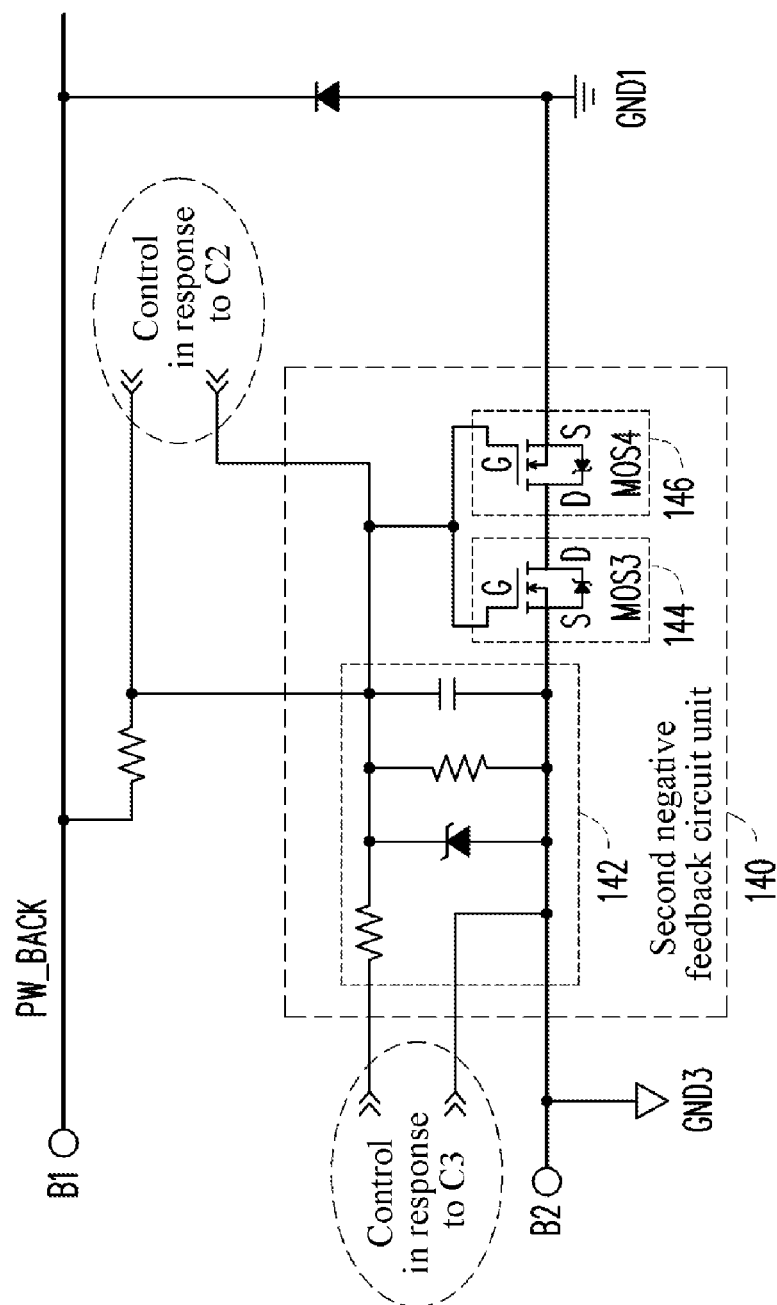 B1
PW_BACK
Control
in response
to C2
Control
in response
to C3
G
G
S
D
D
S
MOS3
MOS4
144
146
142
Second negative
feedback circuit unit
140
B2
GND3
GND1